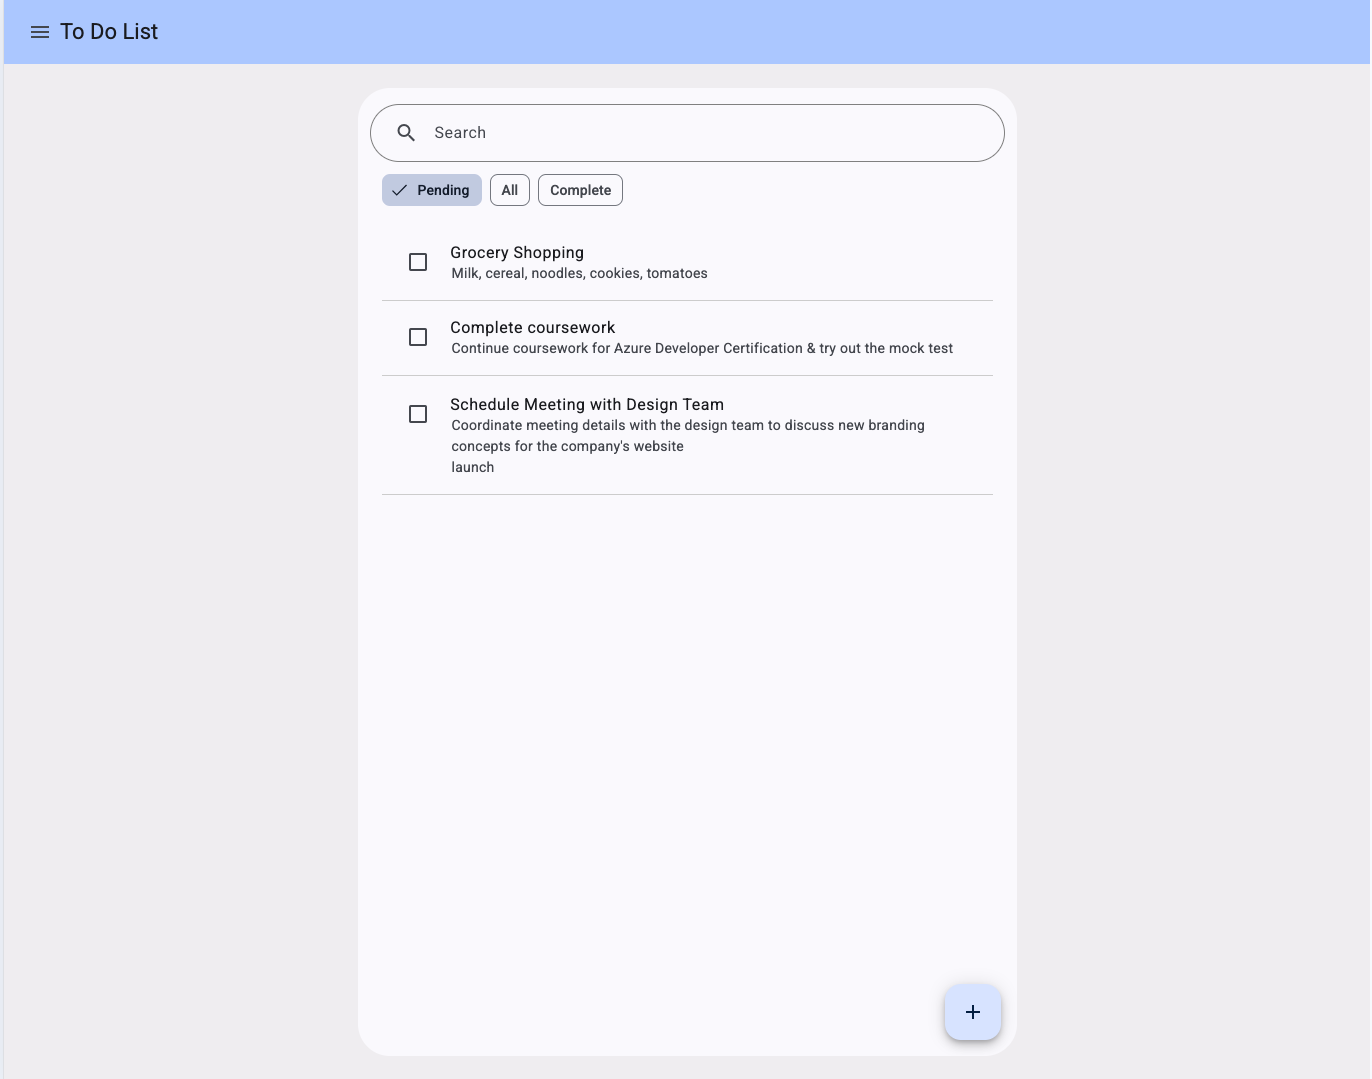 To Do List
Search
Pending
All
Complete
Grocery Shopping
Milk, cereal, noodles, cookies, tomatoes
Complete coursework
Continue coursework for Azure Developer Certification & try out the mock test
Schedule Meeting with Design Team
Coordinate meeting details with the design team to discuss new branding
concepts for the company's website
launch